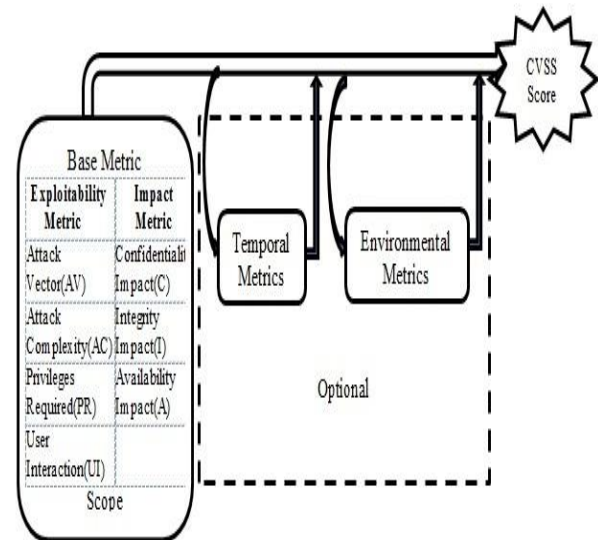 CVSS
Score
Base Metric
Exploitability
Metric
Impact
Metric
Attack
Vector(AV)
Confidentialit
Impact(C)
Attack
Complexity(AC)
Integrity
Impact(I)
Privileges
Required(PR)
Availability
Impact(A)
User
Interaction(UI)
Scope
Temporal
Metrics
Environmental
Metrics
Optional